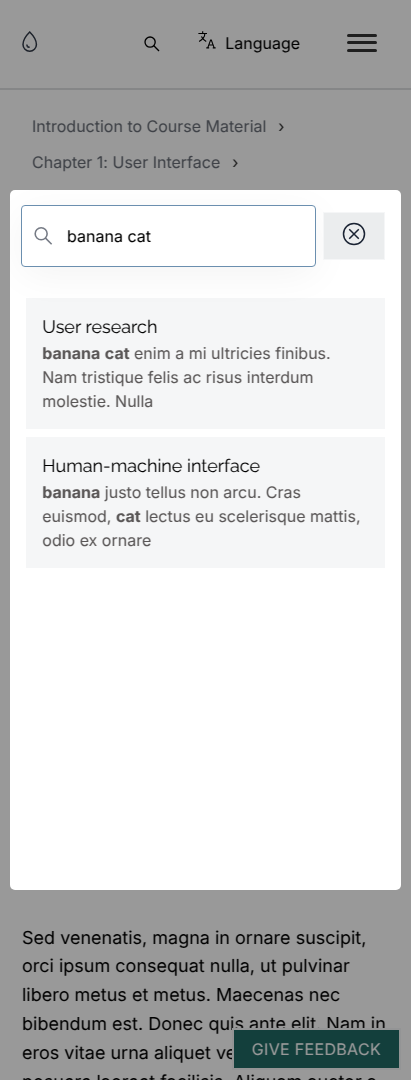 Language
Introduction to Course Material
Chapter 1: User Interface
banana cat
User research
banana cat enim a mi ultricies finibus.
Nam tristique felis ac risus interdum
molestie. Nulla
Human-machine interface
banana justo tellus non arcu. Cras
euismod, cat lectus eu scelerisque mattis,
odio ex ornare
Sed venenatis, magna in ornare suscipit,
orci ipsum consequat nulla, ut pulvinar
libero metus et metus. Maecenas nec
bibendum est. Donec quis ante elit. Nam in
eros vitae urna aliquet
GIVE FEEDBACK